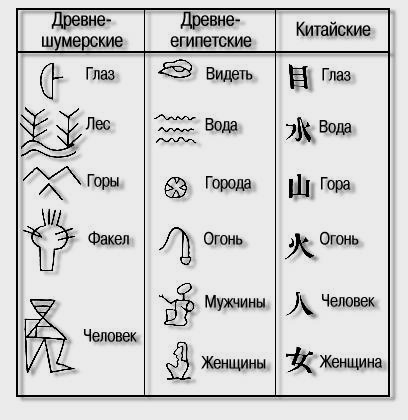 Древне-
шумерские
Глаз
Лес
Горы
Факел
Человек
Древне-
египетские
Видеть
Вода
Города
Огонь
Мужчины
Женщины
Китайские
目 Глаз
水 Вода
山 Гора
火 Огонь
人 Человек
女 Женщина